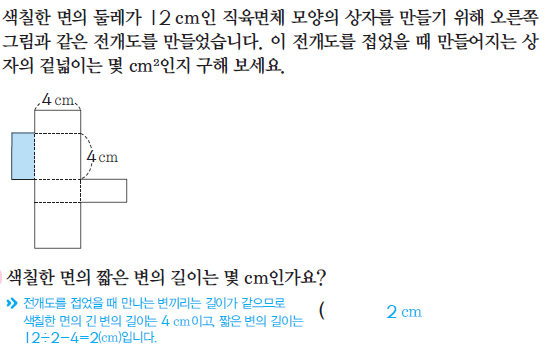 색칠한 면의 둘레가 12 cm인 직육면체 모양의 상자를 만들기 위해 오른쪽
그림과 같은 전개도를 만들었습니다. 이 전개도를 접었을 때 만들어지는 상
자의 겉넓이는 몇 cm²인지 구해 보세요.
4 cm
4 cm
색칠한 면의 짧은 변의 길이는 몇 cm인가요?
» 전개도를 접었을 때 만나는 변끼리는 길이가 같으므로
색칠한 면의 긴 변의 길이는 4 cm이고, 짧은 변의 길이는
12÷2-4=2(cm)입니다.
( 2 cm